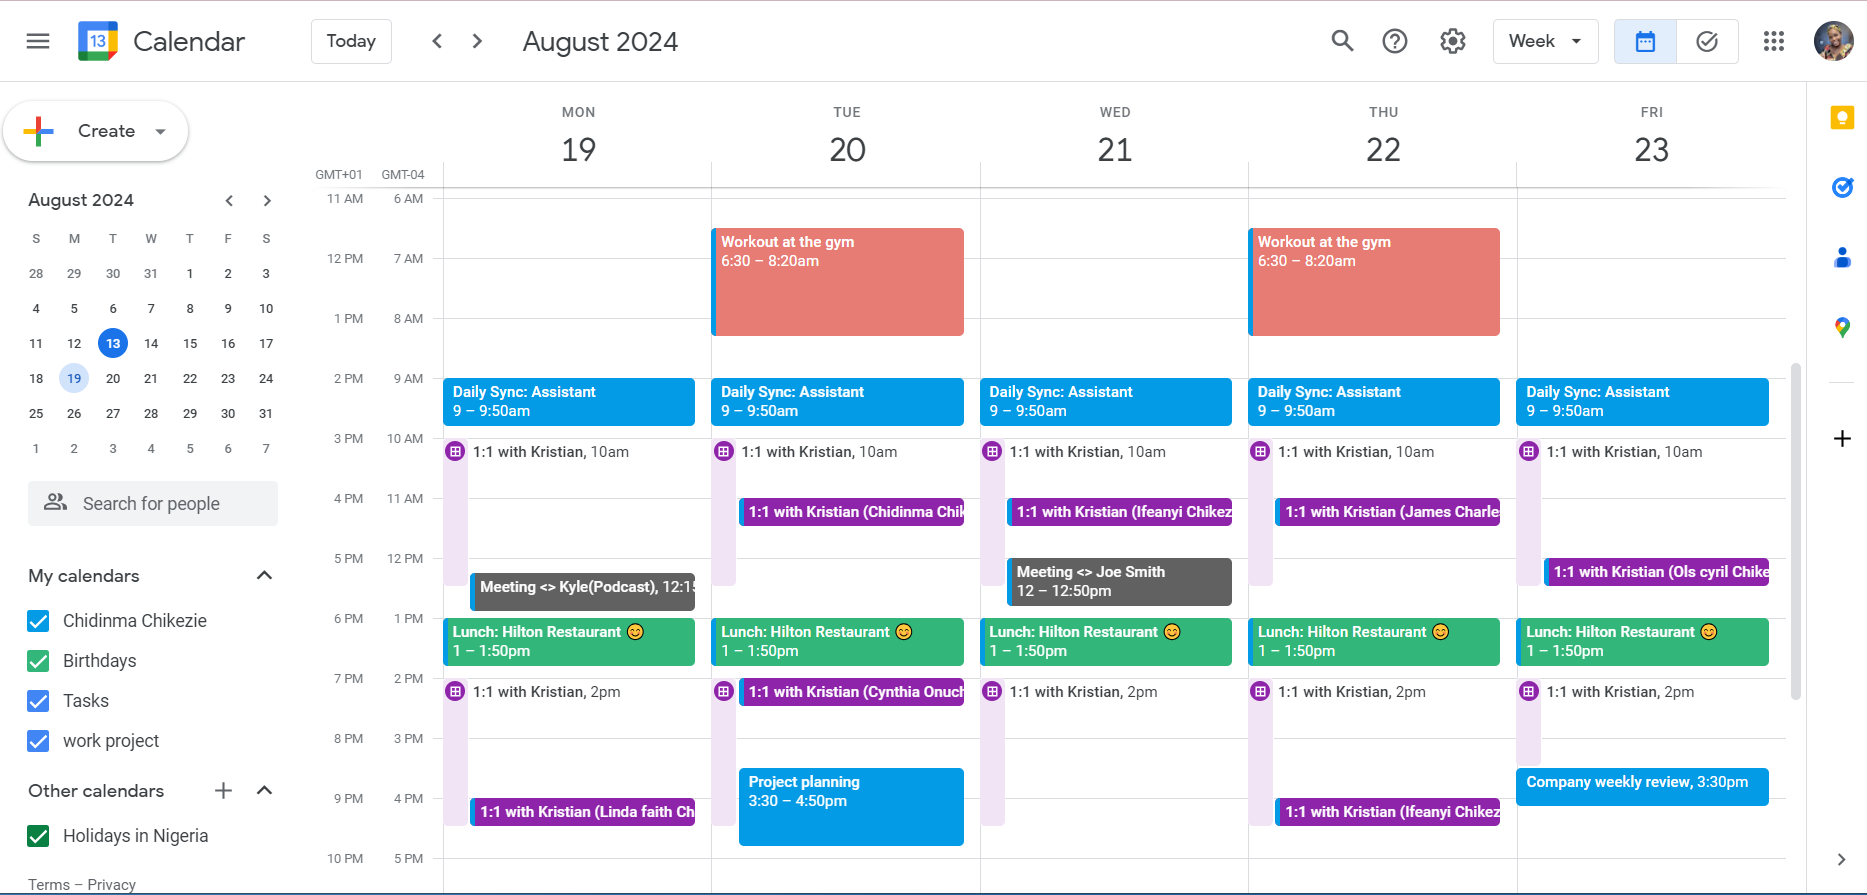 13
Calendar
Today
August 2024
Week
Create
MON
19
TUE
20
WED
21
THU
22
FRI
23
GMT+01 GMT-04
August 2024
S M T W T F S
28 29 30 31 1 2 3
4 5 6 7 8 9 10
11 12 13 14 15 16 17
18 19 20 21 22 23 24
25 26 27 28 29 30 31
1 2 3 4 5 6 7
Search for people
My calendars
Chidinma Chikezie
Birthdays
Tasks
work project
Other calendars
Holidays in Nigeria
Terms – Privacy
11 AM 6 AM
12 PM 7 AM
1 PM 8 AM
2 PM 9 AM
3 PM 10 AM
4 PM 11 AM
5 PM 12 PM
6 PM 1 PM
7 PM 2 PM
8 PM 3 PM
9 PM 4 PM
10 PM 5 PM
Daily Sync: Assistant
9 – 9:50am
1:1 with Kristian, 10am
Meeting <> Kyle(Podcast), 12:15
Lunch: Hilton Restaurant 😊
1 – 1:50pm
1:1 with Kristian, 2pm
1:1 with Kristian (Linda faith Ch
Workout at the gym
6:30 – 8:20am
Daily Sync: Assistant
9 – 9:50am
1:1 with Kristian, 10am
1:1 with Kristian (Chidinma Chik
Lunch: Hilton Restaurant 😊
1 – 1:50pm
1:1 with Kristian (Cynthia Onuch
Project planning
3:30 – 4:50pm
Daily Sync: Assistant
9 – 9:50am
1:1 with Kristian, 10am
1:1 with Kristian (Ifeanyi Chikez
Meeting <> Joe Smith
12 – 12:50pm
Lunch: Hilton Restaurant 😊
1 – 1:50pm
1:1 with Kristian, 2pm
Workout at the gym
6:30 – 8:20am
Daily Sync: Assistant
9 – 9:50am
1:1 with Kristian, 10am
1:1 with Kristian (James Charle
Lunch: Hilton Restaurant 😊
1 – 1:50pm
1:1 with Kristian, 2pm
1:1 with Kristian (Ifeanyi Chikez
Daily Sync: Assistant
9 – 9:50am
1:1 with Kristian, 10am
1:1 with Kristian (Ols cyril Chike
Lunch: Hilton Restaurant 😊
1 – 1:50pm
1:1 with Kristian, 2pm
Company weekly review, 3:30pm